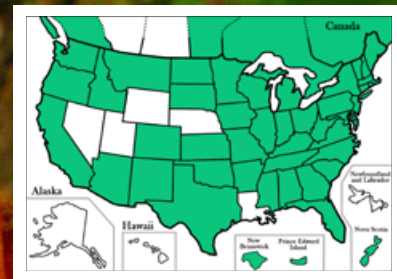 Canada
Alaska
Hawaii
New
Brunswick
Prince Edward
Island
Newfoundland
and Labrador
Nova Scotia